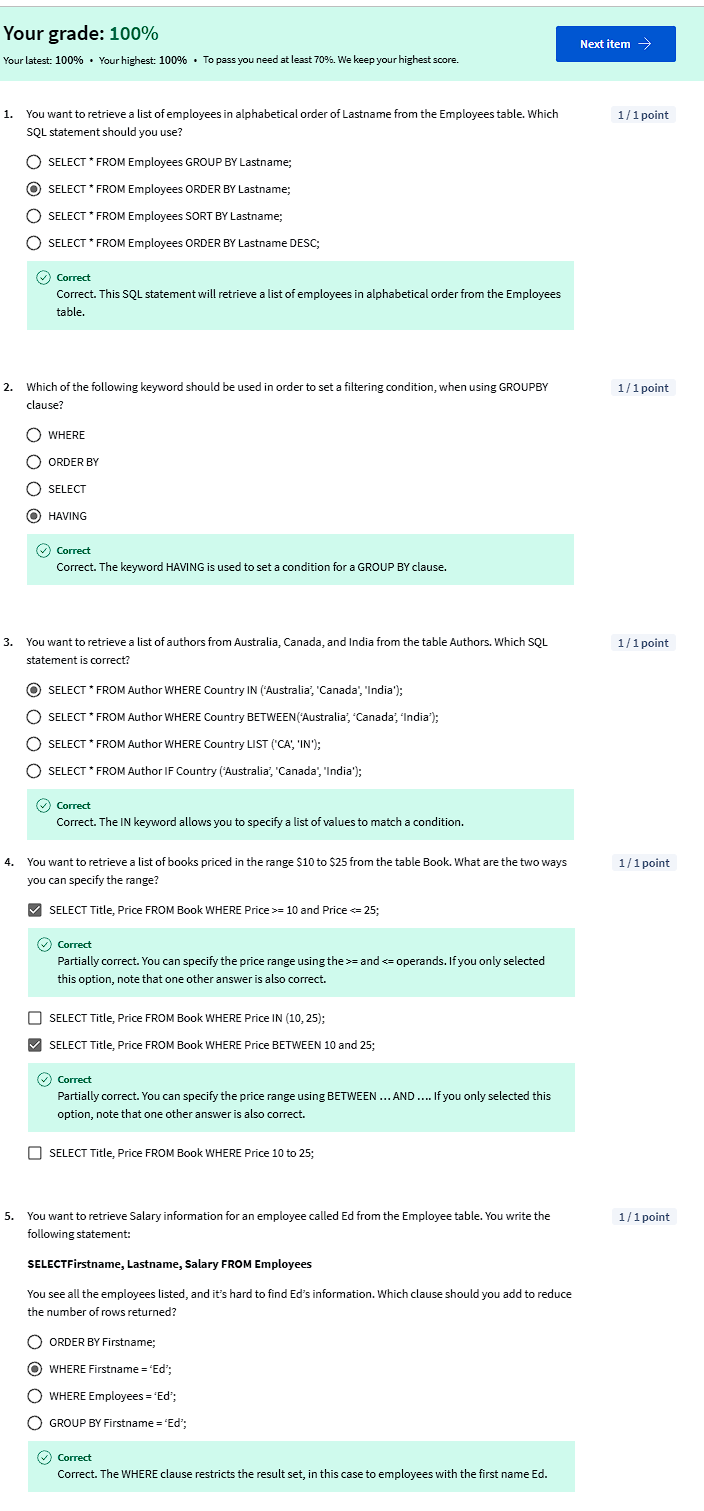 Your grade: 100%
Next item →
Your latest: 100% • Your highest: 100% • To pass you need at least 70%. We keep your highest score.
1. You want to retrieve a list of employees in alphabetical order of Lastname from the Employees table. Which
SQL statement should you use?
1 / 1 point
SELECT * FROM Employees GROUP BY Lastname;
SELECT * FROM Employees ORDER BY Lastname;
SELECT * FROM Employees SORT BY Lastname;
SELECT * FROM Employees ORDER BY Lastname DESC;
Correct
Correct. This SQL statement will retrieve a list of employees in alphabetical order from the Employees
table.
2. Which of the following keyword should be used in order to set a filtering condition, when using GROUPBY
clause?
1 / 1 point
WHERE
ORDER BY
SELECT
HAVING
Correct
Correct. The keyword HAVING is used to set a condition for a GROUP BY clause.
3. You want to retrieve a list of authors from Australia, Canada, and India from the table Authors. Which SQL
statement is correct?
1 / 1 point
SELECT * FROM Author WHERE Country IN ('Australia', 'Canada', 'India');
SELECT * FROM Author WHERE Country BETWEEN('Australia', 'Canada', 'India');
SELECT * FROM Author WHERE Country LIST ('CA', 'IN');
SELECT * FROM Author IF Country ('Australia', 'Canada', 'India');
Correct
Correct. The IN keyword allows you to specify a list of values to match a condition.
4. You want to retrieve a list of books priced in the range $10 to $25 from the table Book. What are the two ways
you can specify the range?
1 / 1 point
SELECT Title, Price FROM Book WHERE Price >= 10 and Price <= 25;
Correct
Partially correct. You can specify the price range using the >= and <= operands. If you only selected
this option, note that one other answer is also correct.
SELECT Title, Price FROM Book WHERE Price IN (10, 25);
SELECT Title, Price FROM Book WHERE Price BETWEEN 10 and 25;
Correct
Partially correct. You can specify the price range using BETWEEN … AND …. If you only selected this
option, note that one other answer is also correct.
SELECT Title, Price FROM Book WHERE Price 10 to 25;
5. You want to retrieve Salary information for an employee called Ed from the Employee table. You write the
following statement:
1 / 1 point
SELECTFirstname, Lastname, Salary FROM Employees
You see all the employees listed, and it's hard to find Ed's information. Which clause should you add to reduce
the number of rows returned?
ORDER BY Firstname;
WHERE Firstname = 'Ed';
WHERE Employees = 'Ed';
GROUP BY Firstname = 'Ed';
Correct
Correct. The WHERE clause restricts the result set, in this case to employees with the first name Ed.